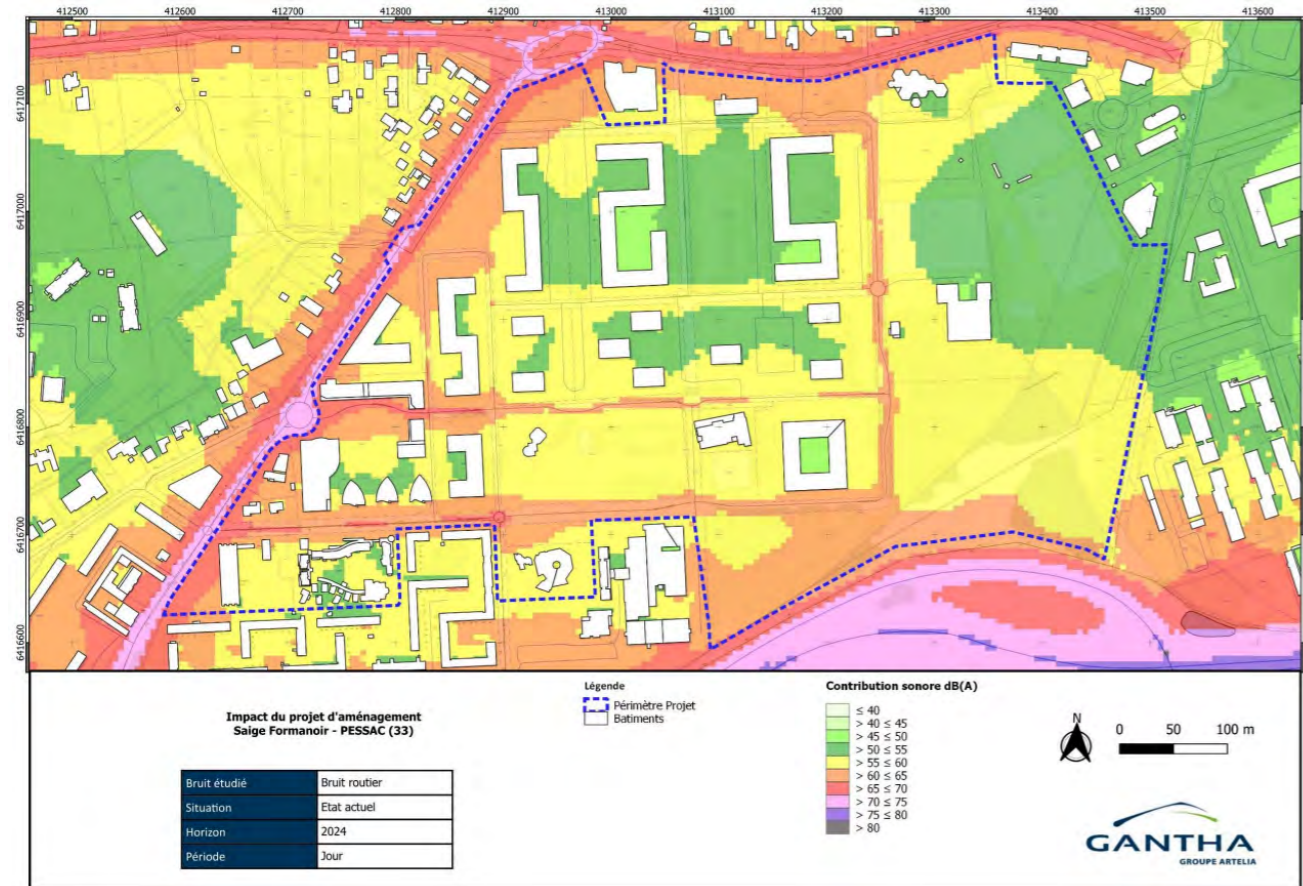 412500 412600 412700 412800 412900 413000 413100 413200 413300 413400 413500 413600
6417100
6417000
6416900
6416800
6416700
6416600
Impact du projet d'aménagement
Saige Formanoir - PESSAC (33)
Bruit étudié Bruit routier
Situation Etat actuel
Horizon 2024
Période Jour
Légende
Périmètre Projet
Batiments
Contribution sonore dB(A)
≤ 40
> 40 ≤ 45
> 45 ≤ 50
> 50 ≤ 55
> 55 ≤ 60
> 60 ≤ 65
> 65 ≤ 70
> 70 ≤ 75
> 75 ≤ 80
> 80
N
0 50 100 m
GANTHA
GROUPE ARTELIA